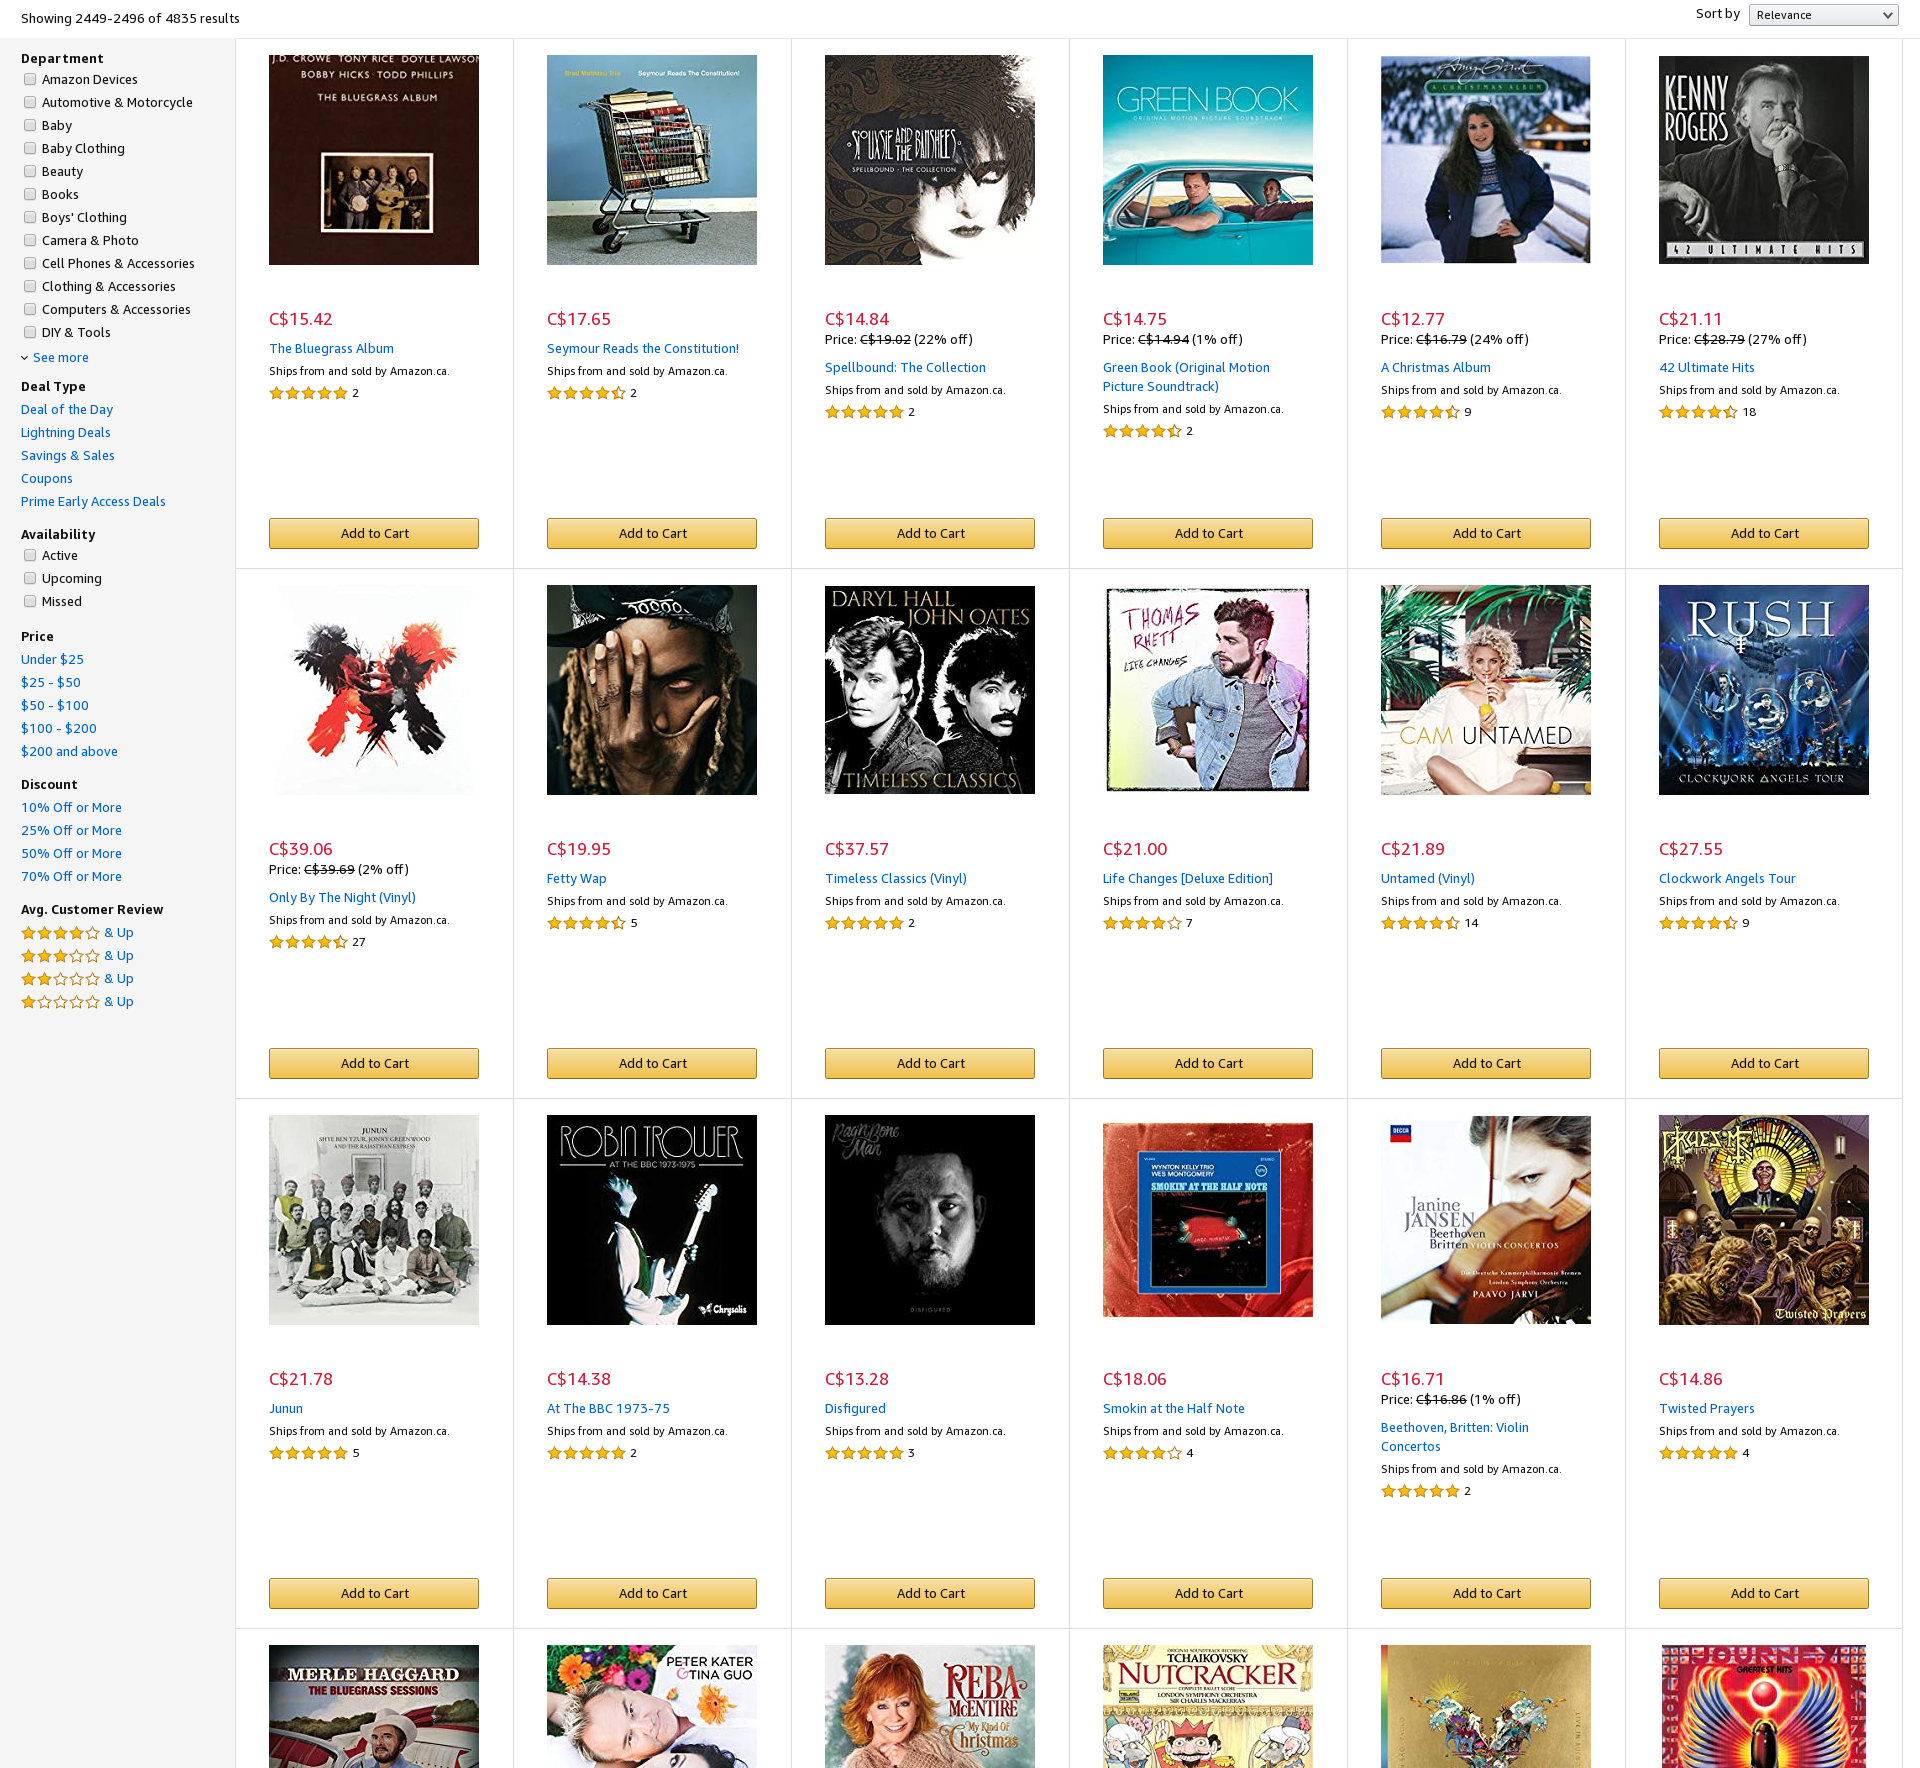 Showing 2449-2496 of 4835 results
Sort by
Relevance
Department
Amazon Devices
Automotive & Motorcycle
Baby
Baby Clothing
Beauty
Books
Boys' Clothing
Camera & Photo
Cell Phones & Accessories
Clothing & Accessories
Computers & Accessories
DIY & Tools
See more
Deal Type
Deal of the Day
Lightning Deals
Savings & Sales
Coupons
Prime Early Access Deals
Availability
Active
Upcoming
Missed
Price
Under $25
$25 - $50
$50 - $100
$100 - $200
$200 and above
Discount
10% Off or More
25% Off or More
50% Off or More
70% Off or More
Avg. Customer Review
& Up
& Up
& Up
& Up
J.D. CROWE TONY RICE DOYLE LAWSON
BOBBY HICKS · TODD PHILLIPS
THE BLUEGRASS ALBUM
C$15.42
The Bluegrass Album
Ships from and sold by Amazon.ca.
2
Add to Cart
Brad Mehldau Trio Seymour Reads The Constitution!
C$17.65
Seymour Reads the Constitution!
Ships from and sold by Amazon.ca.
2
Add to Cart
SIOUXSIE AND THE BANSHEES
SPELLBOUND · THE COLLECTION
C$14.84
Price: C$19.02 (22% off)
Spellbound: The Collection
Ships from and sold by Amazon.ca.
2
Add to Cart
GREEN BOOK
ORIGINAL MOTION PICTURE SOUNDTRACK
C$14.75
Price: C$14.94 (1% off)
Green Book (Original Motion
Picture Soundtrack)
Ships from and sold by Amazon.ca.
2
Add to Cart
Amy Grant
A CHRISTMAS ALBUM
C$12.77
Price: C$16.79 (24% off)
A Christmas Album
Ships from and sold by Amazon.ca.
9
Add to Cart
KENNY
ROGERS
42 ULTIMATE HITS
C$21.11
Price: C$28.79 (27% off)
42 Ultimate Hits
Ships from and sold by Amazon.ca.
18
Add to Cart
C$39.06
Price: C$39.69 (2% off)
Only By The Night (Vinyl)
Ships from and sold by Amazon.ca.
27
Add to Cart
C$19.95
Fetty Wap
Ships from and sold by Amazon.ca.
5
Add to Cart
DARYL HALL
JOHN OATES
TIMELESS CLASSICS
C$37.57
Timeless Classics (Vinyl)
Ships from and sold by Amazon.ca.
2
Add to Cart
THOMAS
RHETT
LIFE CHANGES
C$21.00
Life Changes [Deluxe Edition]
Ships from and sold by Amazon.ca.
7
Add to Cart
CAM UNTAMED
C$21.89
Untamed (Vinyl)
Ships from and sold by Amazon.ca.
14
Add to Cart
RUSH
CLOCKWORK ANGELS TOUR
C$27.55
Clockwork Angels Tour
Ships from and sold by Amazon.ca.
9
Add to Cart
JUNUN
SHYE BEN TZUR, JONNY GREENWOOD
AND THE RAJASTHAN EXPRESS
C$21.78
Junun
Ships from and sold by Amazon.ca.
5
Add to Cart
ROBIN TROWER
AT THE BBC 1973-1975
Chrysalis
C$14.38
At The BBC 1973-75
Ships from and sold by Amazon.ca.
2
Add to Cart
Rag'n'Bone
Man
DISFIGURED
C$13.28
Disfigured
Ships from and sold by Amazon.ca.
3
Add to Cart
WYNTON KELLY TRIO
WES MONTGOMERY
SMOKIN' AT THE HALF NOTE
C$18.06
Smokin at the Half Note
Ships from and sold by Amazon.ca.
4
Add to Cart
DECCA
Janine
JANSEN
Beethoven
Britten VIOLIN CONCERTOS
Die Deutsche Kammerphilharmonie Bremen
London Symphony Orchestra
PAAVO JÄRVI
C$16.71
Price: C$16.86 (1% off)
Beethoven, Britten: Violin
Concertos
Ships from and sold by Amazon.ca.
2
Add to Cart
GRUESOME
Twisted Prayers
C$14.86
Twisted Prayers
Ships from and sold by Amazon.ca.
4
Add to Cart
MERLE HAGGARD
THE BLUEGRASS SESSIONS
PETER KATER
& TINA GUO
REBA
McENTIRE
My Kind Of
Christmas
ORIGINAL SOUNDTRACK RECORDING
TCHAIKOVSKY
NUTCRACKER
COMPLETE BALLET SCORE
LONDON SYMPHONY ORCHESTRA
SIR CHARLES MACKERRAS
JOURNEY
GREATEST HITS